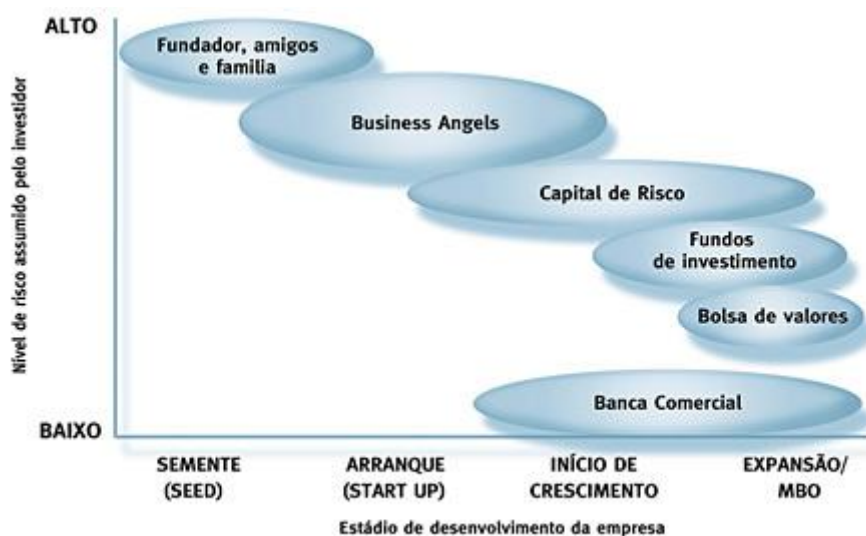 ALTO
Fundador, amigos
e familia
Business Angels
Capital de Risco
Fundos
de investimento
Bolsa de valores
Banca Comercial
BAIXO
Nível de risco assumido pelo investidor
SEMENTE
(SEED)
ARRANQUE
(START UP)
INÍCIO DE
CRESCIMENTO
EXPANSÃO/
MBO
Estádio de desenvolvimento da empresa